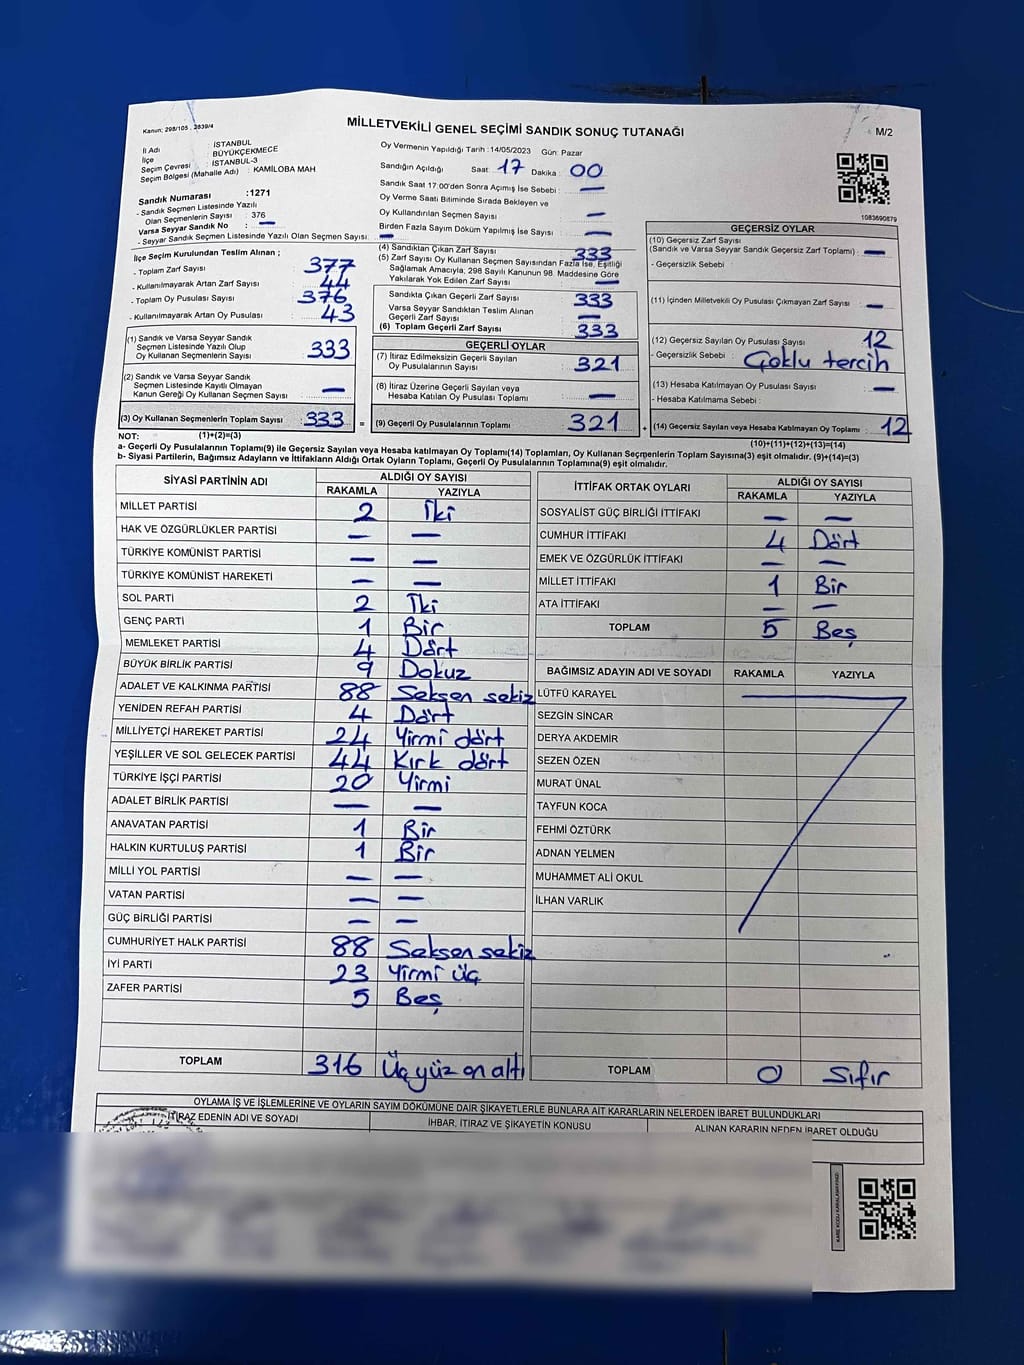 Kanun: 298/105 , 2839/4
MİLLETVEKİLİ GENEL SEÇİMİ SANDIK SONUÇ TUTANAĞI
M/2
İl Adı : İSTANBUL
İlçe BÜYÜKÇEKMECE
Seçim Çevresi : İSTANBUL-3
Seçim Bölgesi (Mahalle Adı) : KAMİLOBA MAH
Sandık Numarası :1271
- Sandık Seçmen Listesinde Yazılı
Olan Seçmenlerin Sayısı : 376
Varsa Seyyar Sandık No : —
- Seyyar Sandık Seçmen Listesinde Yazılı Olan Seçmen Sayısı: —
Oy Vermenin Yapıldığı Tarih :14/05/2023 Gün: Pazar
Sandığın Açıldığı Saat: 17 Dakika : 00
Sandık Saat 17:00'den Sonra Açımış İse Sebebi : —
Oy Verme Saati Bitiminde Sırada Bekleyen ve
Oy Kullandırılan Seçmen Sayısı —
Birden Fazla Sayım Döküm Yapılmış İse Sayısı : —
1083690879
İlçe Seçim Kurulundan Teslim Alınan ;
- Toplam Zarf Sayısı : 377
- Kullanılmayarak Artan Zarf Sayısı : 44
- Toplam Oy Pusulası Sayısı : 376
- Kullanılmayarak Artan Oy Pusulası : 43
(1) Sandık ve Varsa Seyyar Sandık
Seçmen Listesinde Yazılı Olup
Oy Kullanan Seçmenlerin Sayısı 333
(2) Sandık ve Varsa Seyyar Sandık
Seçmen Listesinde Kayıtlı Olmayan
Kanun Gereği Oy Kullanan Seçmen Sayısı —
(3) Oy Kullanan Seçmenlerin Toplam Sayısı : 333 =
(4) Sandıktan Çıkan Zarf Sayısı : 333
(5) Zarf Sayısı Oy Kullanan Seçmen Sayısından Fazla İse, Eşitliği
Sağlamak Amacıyla, 298 Sayılı Kanunun 98. Maddesine Göre
Yakılarak Yok Edilen Zarf Sayısı : —
Sandıkta Çıkan Geçerli Zarf Sayısı : 333
Varsa Seyyar Sandıktan Teslim Alınan
Geçerli Zarf Sayısı : —
(6) Toplam Geçerli Zarf Sayısı : 333
GEÇERLİ OYLAR
(7) İtiraz Edilmeksizin Geçerli Sayılan
Oy Pusulalarının Sayısı : 321
(8) İtiraz Üzerine Geçerli Sayılan veya
Hesaba Katılan Oy Pusulası Toplamı : —
(9) Geçerli Oy Pusulalarının Toplamı : 321 +
GEÇERSİZ OYLAR
(10) Geçersiz Zarf Sayısı
(Sandık ve Varsa Seyyar Sandık Geçersiz Zarf Toplamı) : —
- Geçersizlik Sebebi :
(11) İçinden Milletvekili Oy Pusulası Çıkmayan Zarf Sayısı : —
(12) Geçersiz Sayılan Oy Pusulası Sayısı : 12
- Geçersizlik Sebebi : Çoklu tercih
(13) Hesaba Katılmayan Oy Pusulası Sayısı : —
- Hesaba Katılmama Sebebi :
(14) Geçersiz Sayılan veya Hesaba Katılmayan Oy Toplamı : 12
NOT: (1)+(2)=(3) (10)+(11)+(12)+(13)=(14)
a- Geçerli Oy Pusulalarının Toplamı(9) ile Geçersiz Sayılan veya Hesaba katılmayan Oy Toplamı(14) Toplamları, Oy Kullanan Seçmenlerin Toplam Sayısına(3) eşit olmalıdır. (9)+(14)=(3)
b- Siyasi Partilerin, Bağımsız Adayların ve İttifakların Aldığı Ortak Oyların Toplamı, Geçerli Oy Pusulalarının Toplamına(9) eşit olmalıdır.
SİYASİ PARTİNİN ADI ALDIĞI OY SAYISI
RAKAMLA YAZIYLA
MİLLET PARTİSİ 2 İki
HAK VE ÖZGÜRLÜKLER PARTİSİ — —
TÜRKİYE KOMÜNİST PARTİSİ — —
TÜRKİYE KOMÜNİST HAREKETİ — —
SOL PARTİ 2 İki
GENÇ PARTİ 1 Bir
MEMLEKET PARTİSİ 4 Dört
BÜYÜK BİRLİK PARTİSİ 9 Dokuz
ADALET VE KALKINMA PARTİSİ 88 Seksen sekiz
YENİDEN REFAH PARTİSİ 4 Dört
MİLLİYETÇİ HAREKET PARTİSİ 24 Yirmi dört
YEŞİLLER VE SOL GELECEK PARTİSİ 44 Kırk dört
TÜRKİYE İŞÇİ PARTİSİ 20 Yirmi
ADALET BİRLİK PARTİSİ — —
ANAVATAN PARTİSİ 1 Bir
HALKIN KURTULUŞ PARTİSİ 1 Bir
MİLLİ YOL PARTİSİ — —
VATAN PARTİSİ — —
GÜÇ BİRLİĞİ PARTİSİ — —
CUMHURİYET HALK PARTİSİ 88 Seksen sekiz
İYİ PARTİ 23 Yirmi üç
ZAFER PARTİSİ 5 Beş
TOPLAM 316 Üç yüz on altı
İTTİFAK ORTAK OYLARI ALDIĞI OY SAYISI
RAKAMLA YAZIYLA
SOSYALİST GÜÇ BİRLİĞİ İTTİFAKI — —
CUMHUR İTTİFAKI 4 Dört
EMEK VE ÖZGÜRLÜK İTTİFAKI — —
MİLLET İTTİFAKI 1 Bir
ATA İTTİFAKI — —
TOPLAM 5 Beş
BAĞIMSIZ ADAYIN ADI VE SOYADI RAKAMLA YAZIYLA
LÜTFÜ KARAYEL
SEZGİN SİNCAR
DERYA AKDEMİR
SEZEN ÖZEN
MURAT ÜNAL
TAYFUN KOCA
FEHMİ ÖZTÜRK
ADNAN YELMEN
MUHAMMET ALİ OKUL
İLHAN VARLIK
TOPLAM 0 Sıfır
OYLAMA İŞ VE İŞLEMLERİNE VE OYLARIN SAYIM DÖKÜMÜNE DAİR ŞİKAYETLERLE BUNLARA AİT KARARLARIN NELERDEN İBARET BULUNDUKLARI
İTİRAZ EDENİN ADI VE SOYADI İHBAR, İTİRAZ VE ŞİKAYETİN KONUSU ALINAN KARARIN NEDEN İBARET OLDUĞU